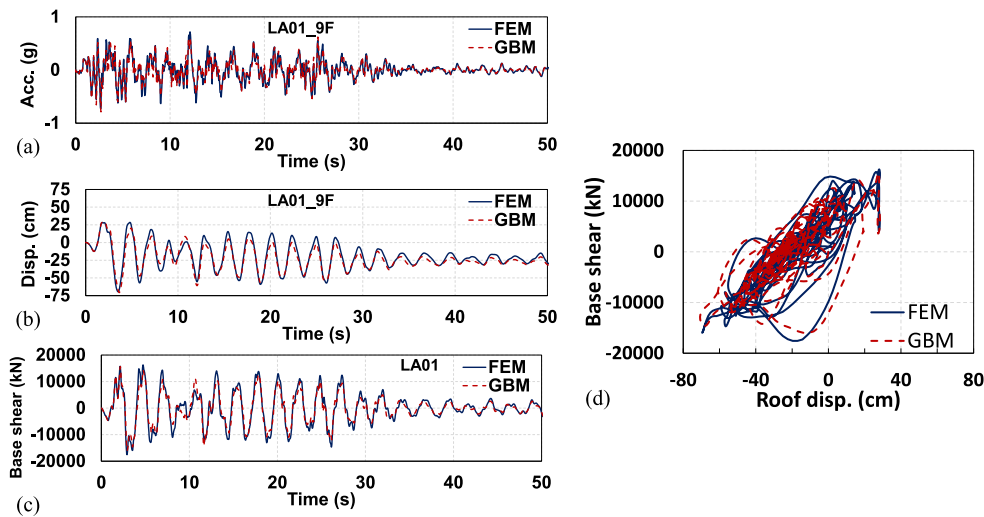 LA01_9F
FEM
GBM
1
0
-1
Acc. (g)
0 10 20 30 40 50
Time (s)
(a)
LA01_9F
FEM
GBM
75
50
25
0
-25
-50
75
Disp. (cm)
0 10 20 30 40 50
Time (s)
(b)
LA01
FEM
GBM
20000
10000
0
-10000
-20000
Base shear (kN)
0 10 20 30 40 50
Time (s)
(c)
20000
10000
0
-10000
-20000
Base shear (kN)
FEM
GBM
-80 -40 0 40 80
Roof disp. (cm)
(d)